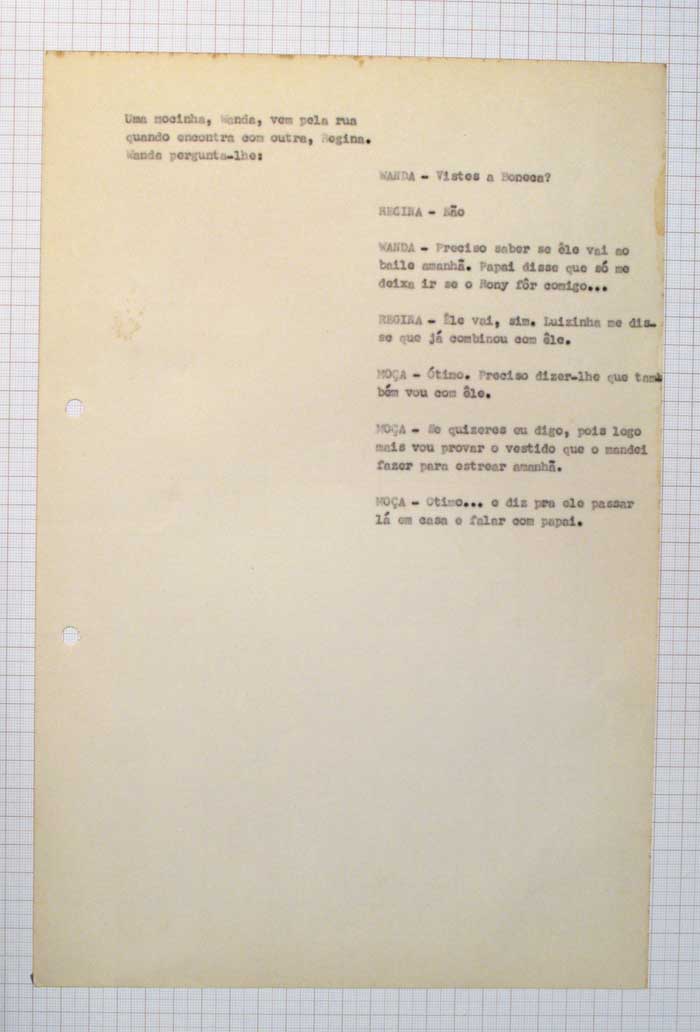 Uma mocinha, Wanda, vem pela rua
quando encontra com outra, Regina.
Wanda pergunta-lhe:
WANDA - Vistes a Boneca?
REGINA - Não
WANDA - Preciso saber se êle vai ao
baile amanhã. Papai disse que só me
deixa ir se o Rony fôr comigo...
REGINA - Êle vai, sim. Luizinha me dis-
se que já combinou com êle.
MOÇA - Ótimo. Preciso dizer-lhe que tam-
bém vou com êle.
MOÇA - Se quizeres eu digo, pois logo
mais vou provar o vestido que o mandei
fazer para estrear amanhã.
MOÇA - Otimo... e diz pra ele passar
lá em casa e falar com papai.